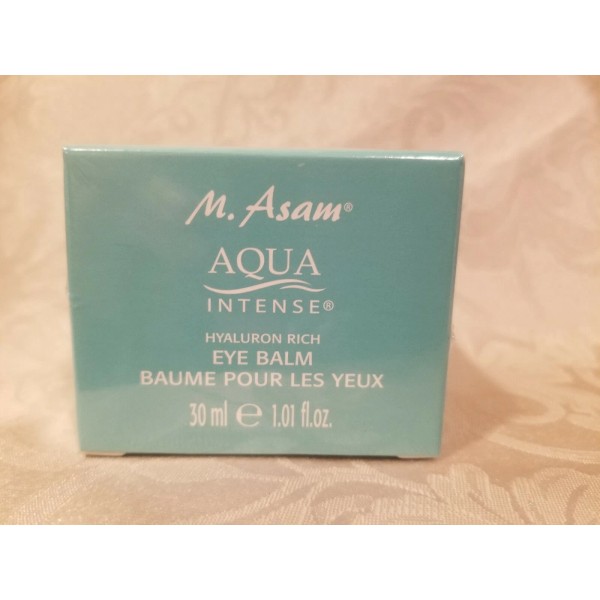 M. Asam®
AQUA
INTENSE®
HYALURON RICH
EYE BALM
BAUME POUR LES YEUX
30 ml ℮ 1.01 fl.oz.